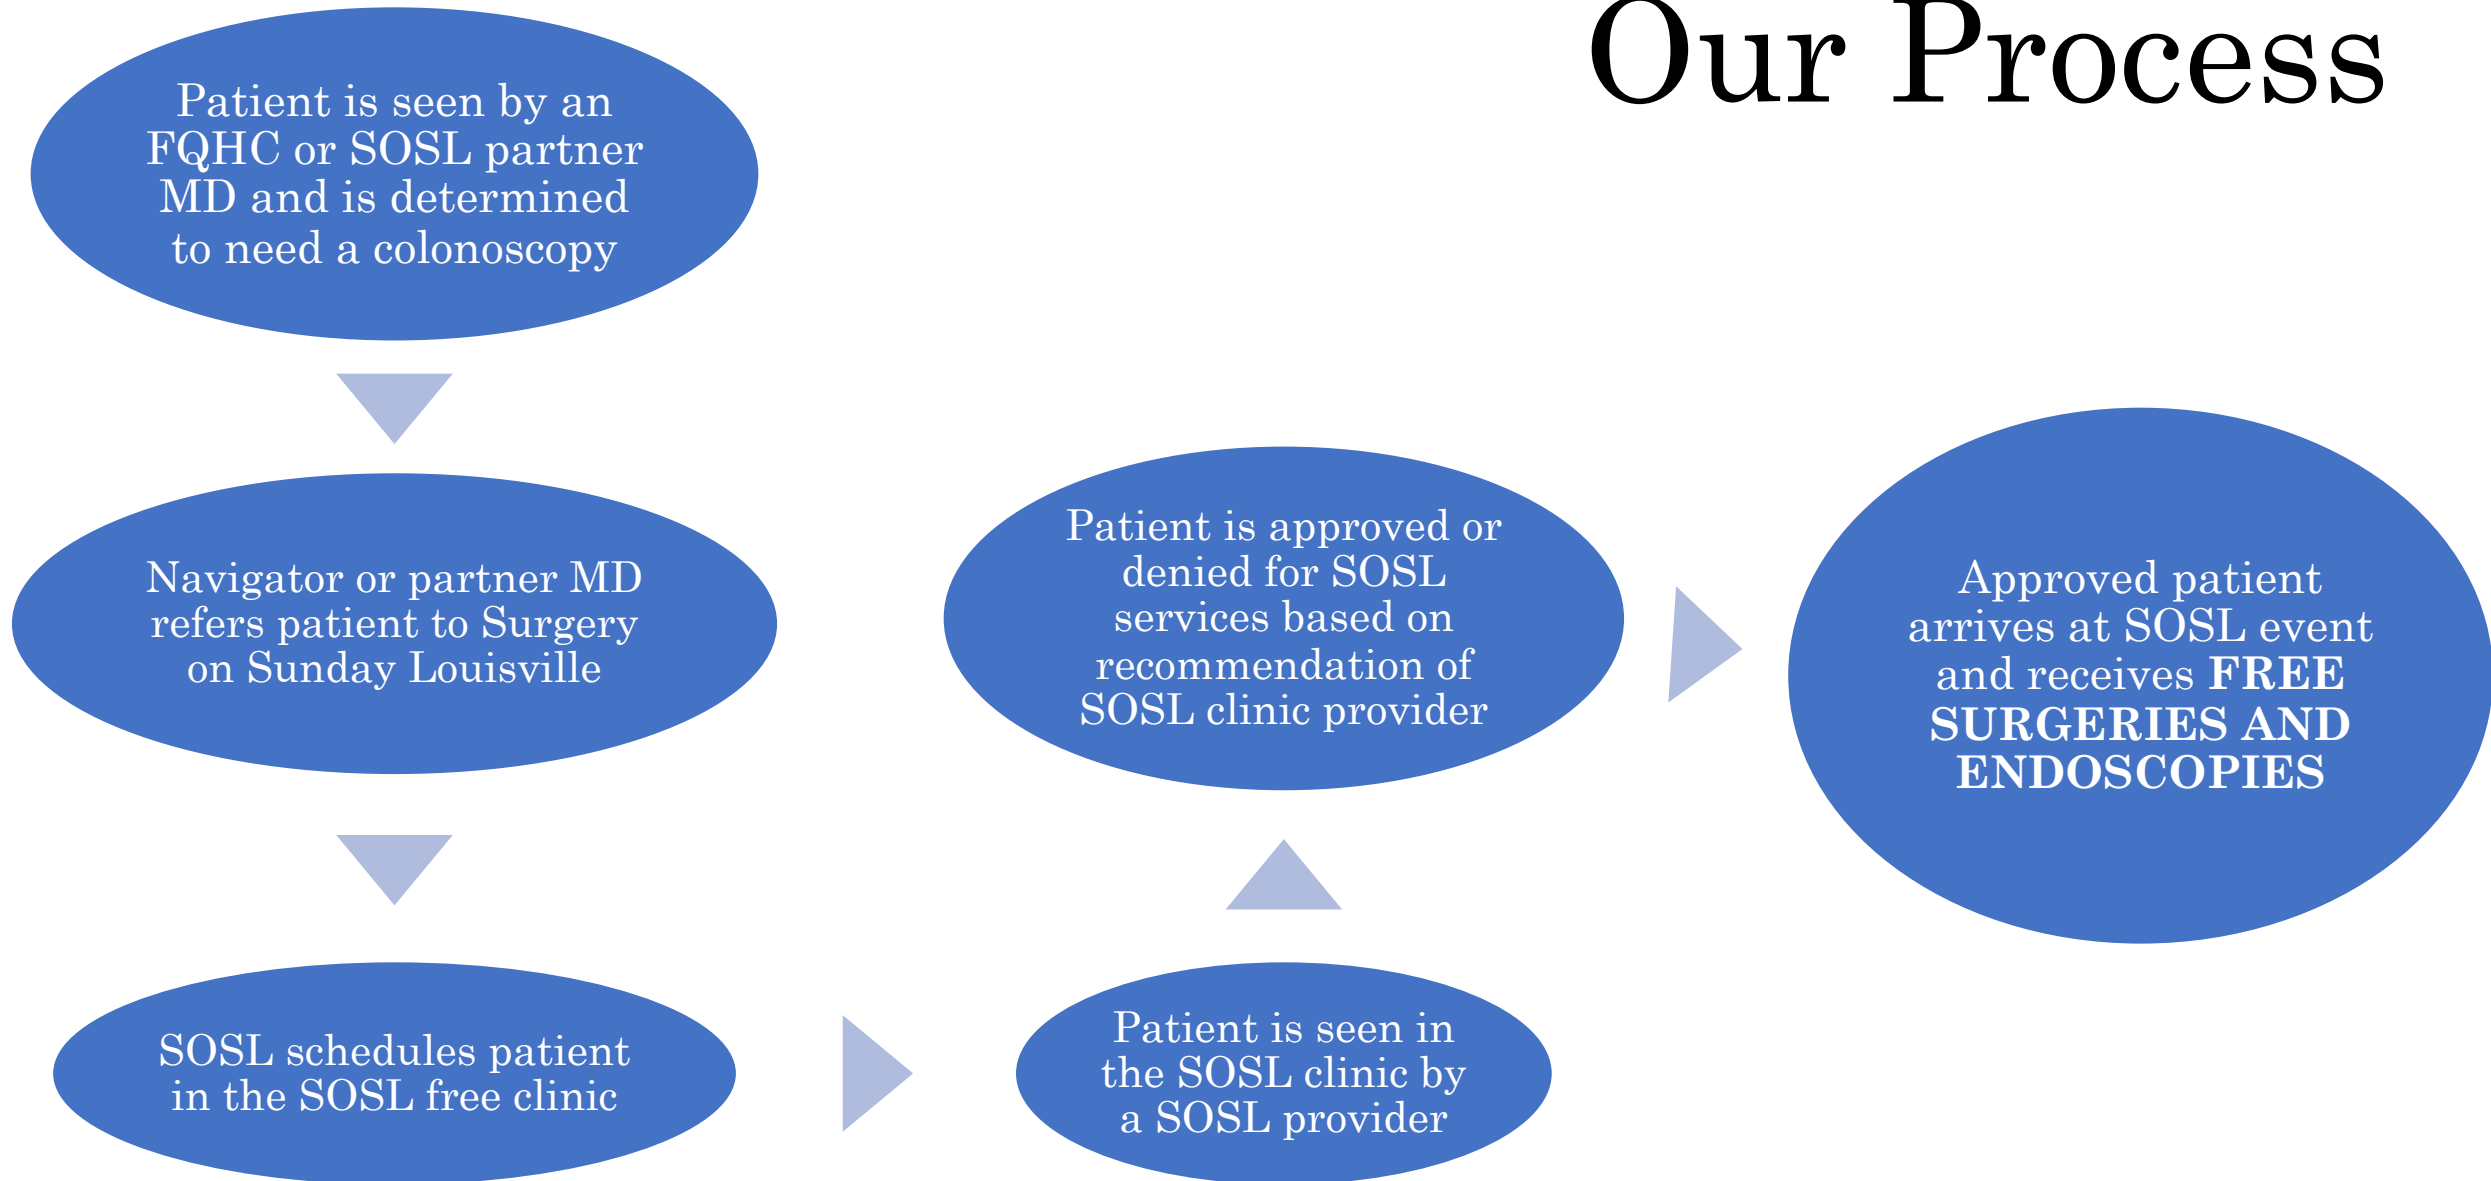 Our Process
Patient is seen by an
FQHC or SOSL partner
MD and is determined
to need a colonoscopy
Navigator or partner MD
refers patient to Surgery
on Sunday Louisville
SOSL schedules patient
in the SOSL free clinic
Patient is seen in
the SOSL clinic by
a SOSL provider
Patient is approved or
denied for SOSL
services based on
recommendation of
SOSL clinic provider
Approved patient
arrives at SOSL event
and receives FREE
SURGERIES AND
ENDOSCOPIES